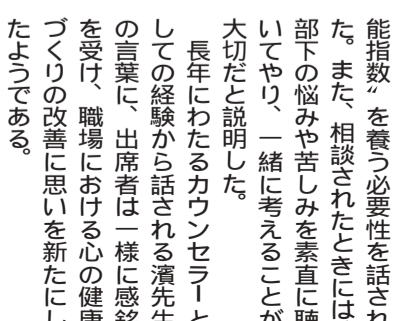 能指数〟を養う必要性を話され
た。また、相談されたときには
部下の悩みや苦しみを素直に聴
いてやり、一緒に考えることが
大切だと説明した。
長年にわたるカウンセラーと
しての経験から話される濱先生
の言葉に、出席者は一様に感銘
を受け、職場における心の健康
づくりの改善に思いを新たにし
たようである。